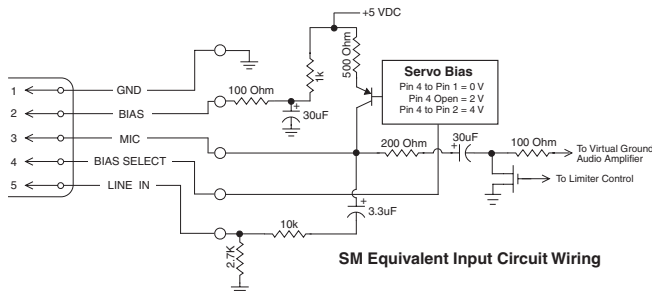 +5 VDC
500 Ohm
1k
Servo Bias
Pin 4 to Pin 1 = 0 V
Pin 4 Open = 2 V
Pin 4 to Pin 2 = 4 V
1
GND
100 Ohm
2
BIAS
+
30uF
3
MIC
200 Ohm
+
30uF
100 Ohm
To Virtual Ground
Audio Amplifier
4
BIAS SELECT
To Limiter Control
5
LINE IN
+
3.3uF
10k
2.7K
SM Equivalent Input Circuit Wiring